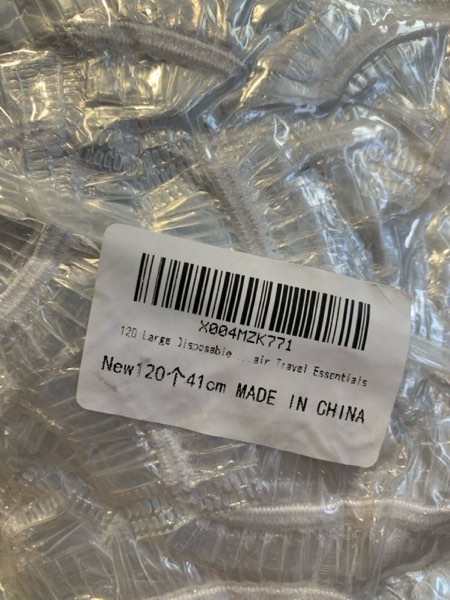 X004MZK771
120 Large Disposable ...air Travel Essentials
New120个41cm MADE IN CHINA